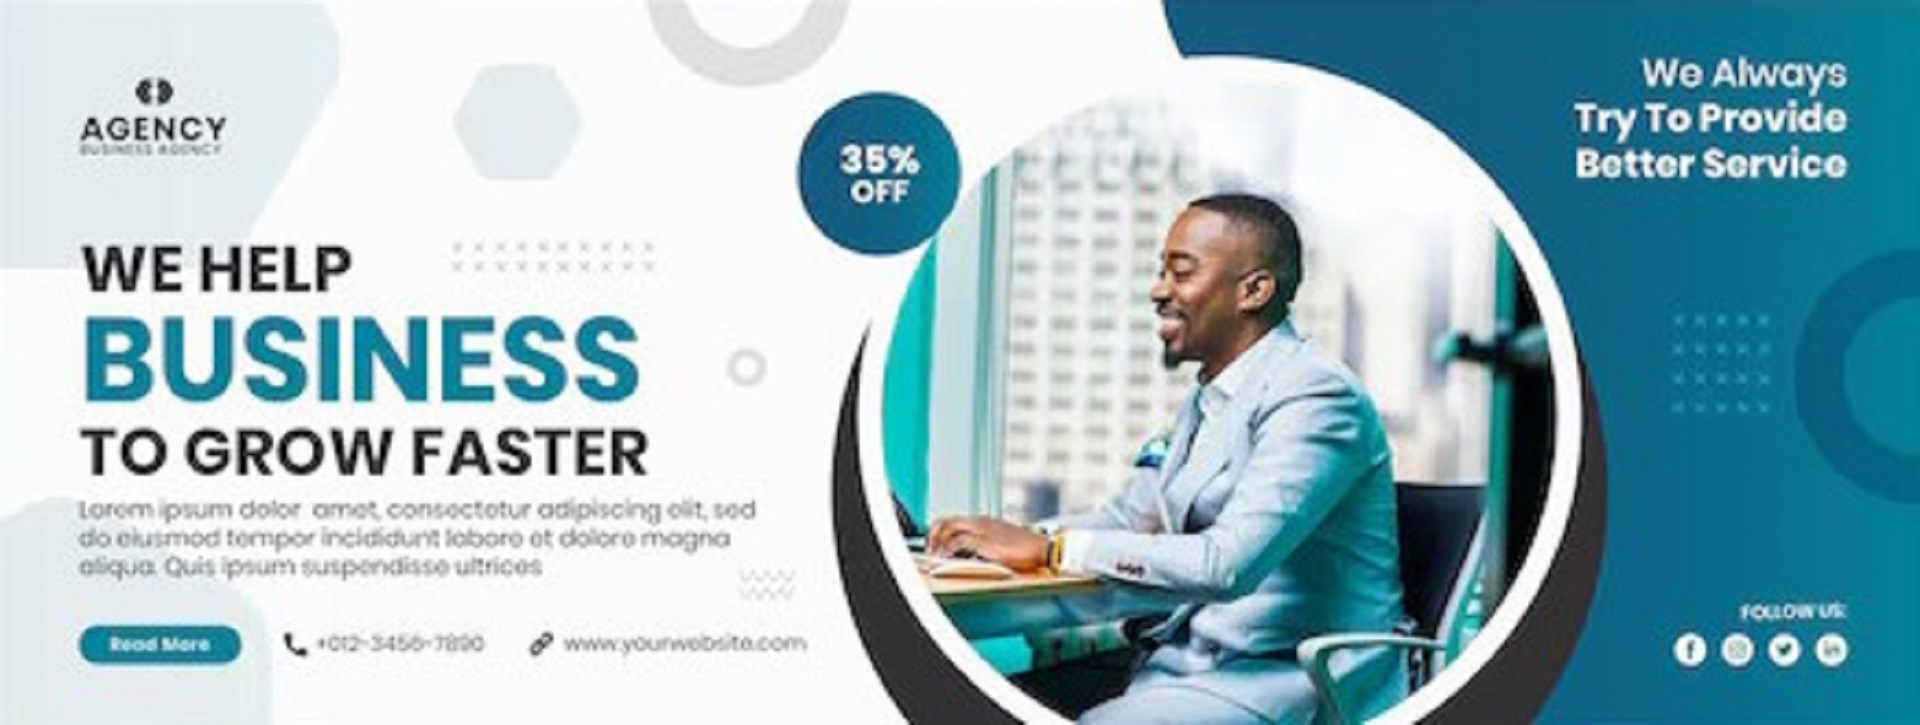 AGENCY
BUSINESS AGENCY
WE HELP
BUSINESS
TO GROW FASTER
Lorem ipsum dolor amet, consectetur adipiscing elit, sed
do eiusmod tempor incididunt labore et dolore magna
aliqua. Quis ipsum suspendisse ultrices
Read More
+012-3456-7890
www.yourwebsite.com
35%
OFF
We Always
Try To Provide
Better Service
FOLLOW US: